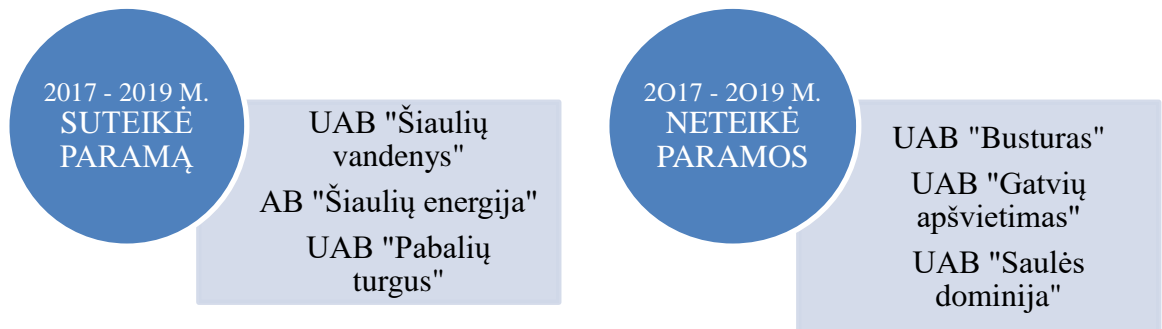 2017 - 2019 M.
SUTEIKĖ
PARAMĄ
UAB "Šiaulių
vandenys"
AB "Šiaulių energija"
UAB "Pabalių
turgus"
2O17 - 2O19 M.
NETEIKĖ
PARAMOS
UAB "Busturas"
UAB "Gatvių
apšvietimas"
UAB "Saulės
dominija"